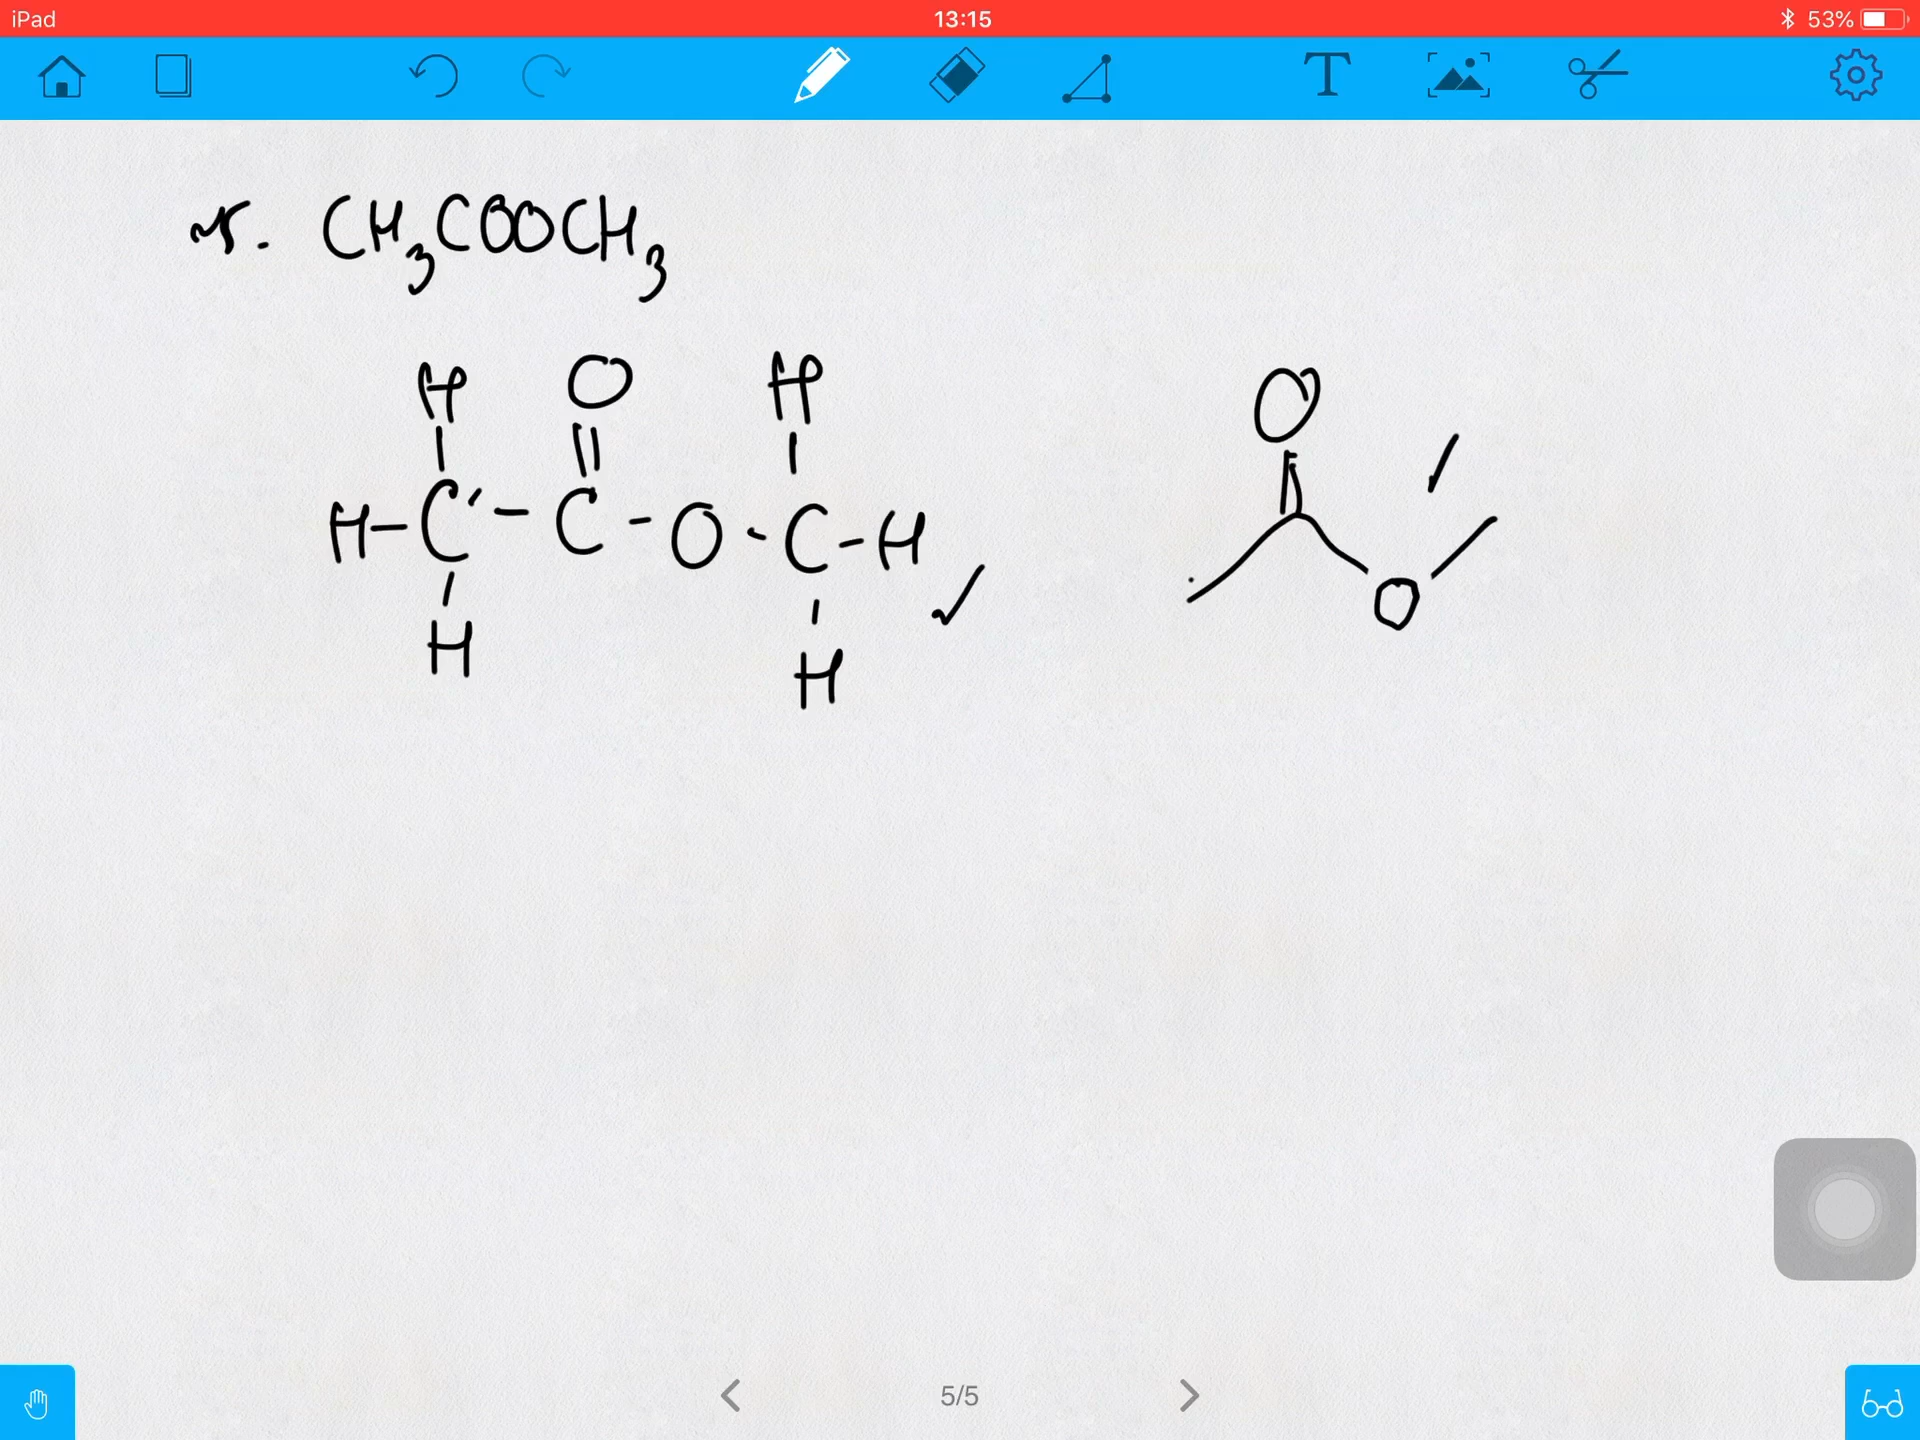 iPad 13:15 53%
T
CH₃COOCH₃
H O H
H-C-C-O-C-H
H H
O
O
5/5